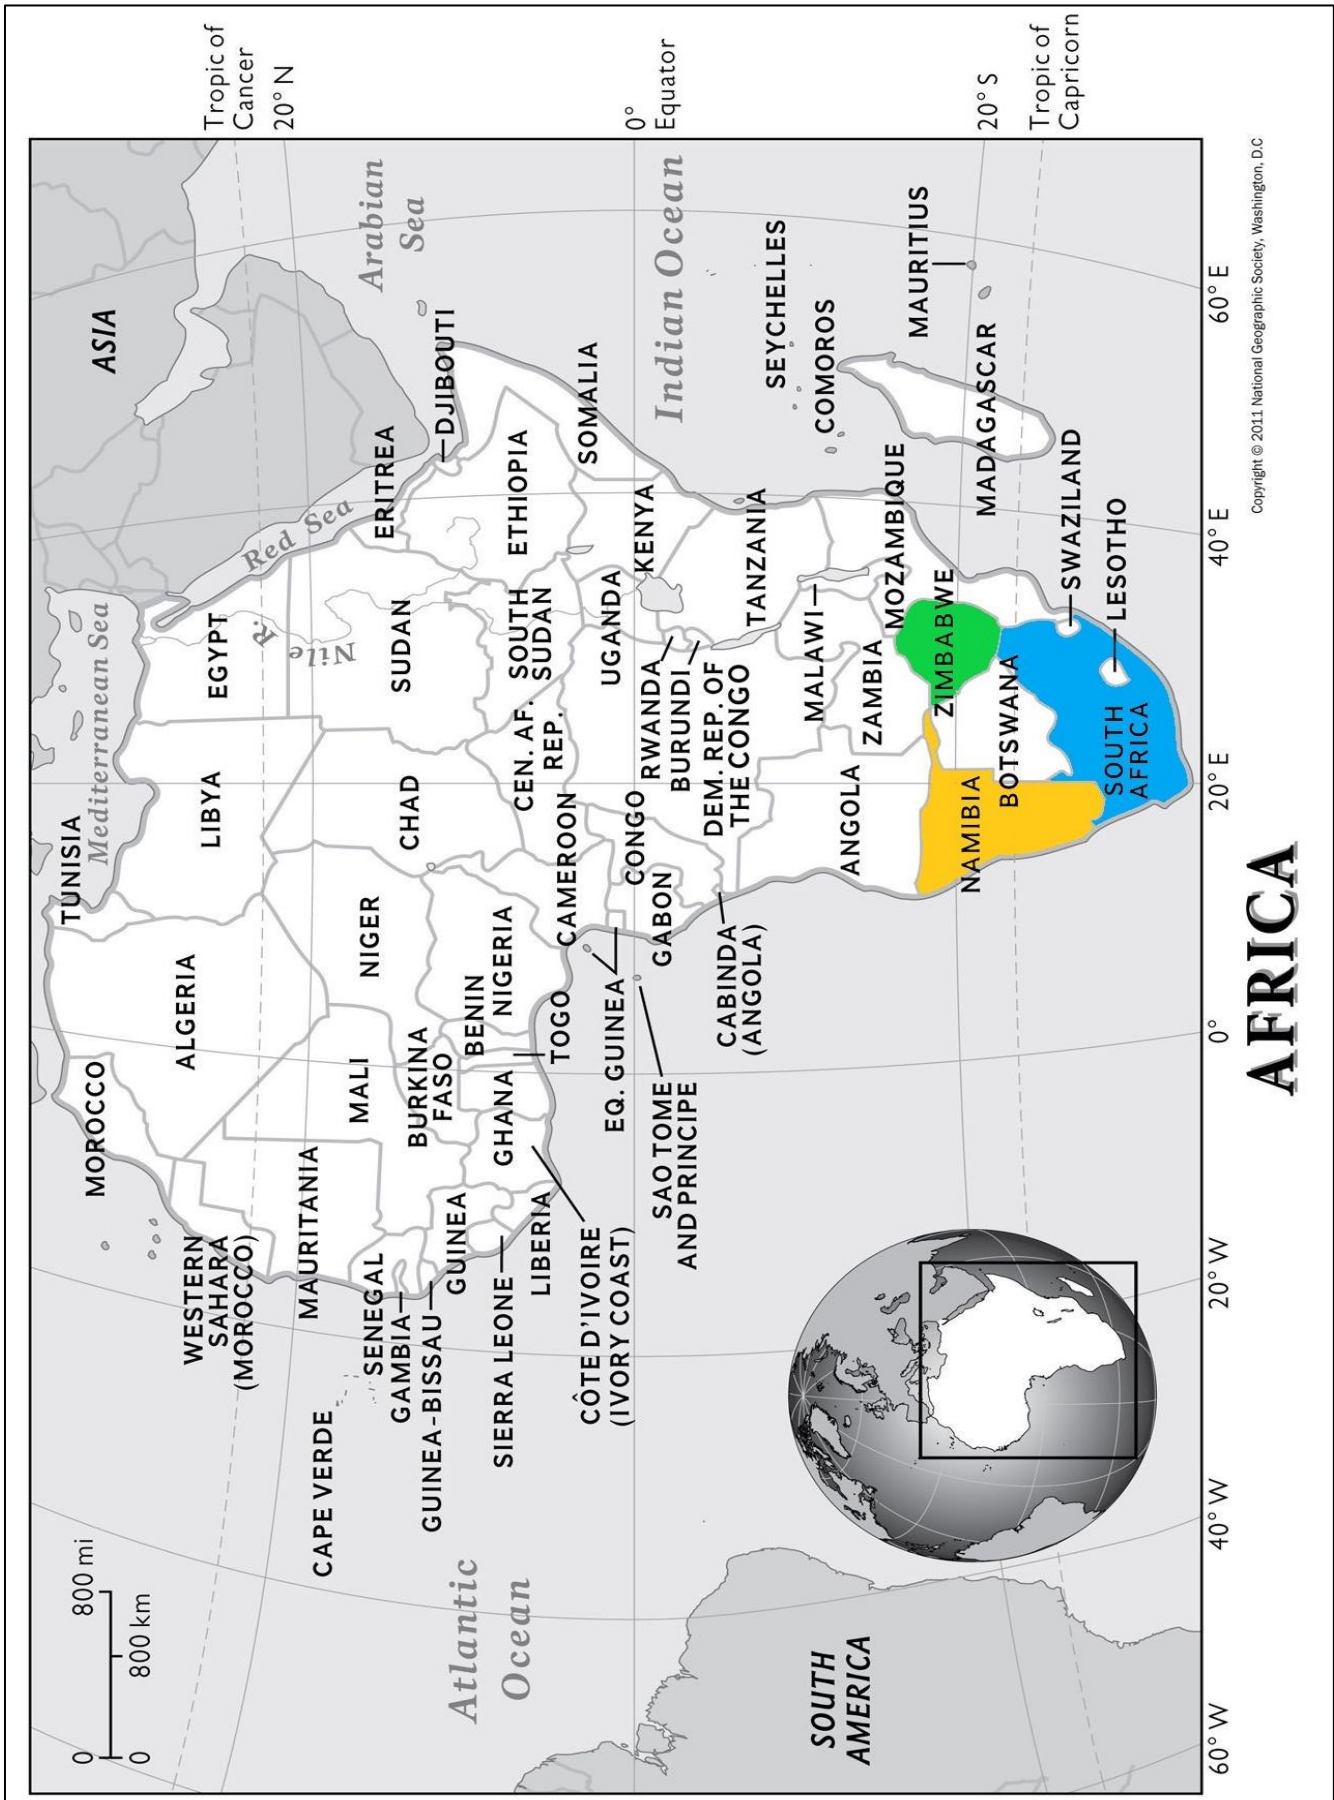 AFRICA
800 mi
0
800 km
0
Tropic of
Cancer
20° N
0°
Equator
20° S
Tropic of
Capricorn
60° W
40° W
20° W
0°
20° E
40° E
60° E
ASIA
SOUTH
AMERICA
Atlantic
Ocean
Mediterranean Sea
Red Sea
Arabian
Sea
Indian Ocean
Nile R.
MOROCCO
TUNISIA
ALGERIA
LIBYA
EGYPT
WESTERN
SAHARA
(MOROCCO)
MAURITANIA
MALI
NIGER
CHAD
SUDAN
ERITREA
DJIBOUTI
CAPE VERDE
SENEGAL
GAMBIA
GUINEA-BISSAU
GUINEA
SIERRA LEONE
LIBERIA
CÔTE D'IVOIRE
(IVORY COAST)
BURKINA
FASO
GHANA
TOGO
BENIN
NIGERIA
CAMEROON
CEN. AF.
REP.
SOUTH
SUDAN
ETHIOPIA
SOMALIA
EQ. GUINEA
SAO TOME
AND PRINCIPE
GABON
CONGO
CABINDA
(ANGOLA)
DEM. REP. OF
THE CONGO
UGANDA
KENYA
RWANDA
BURUNDI
TANZANIA
SEYCHELLES
COMOROS
ANGOLA
ZAMBIA
MALAWI
MOZAMBIQUE
ZIMBABWE
NAMIBIA
BOTSWANA
MADAGASCAR
MAURITIUS
SWAZILAND
LESOTHO
SOUTH
AFRICA
Copyright © 2011 National Geographic Society, Washington, D.C